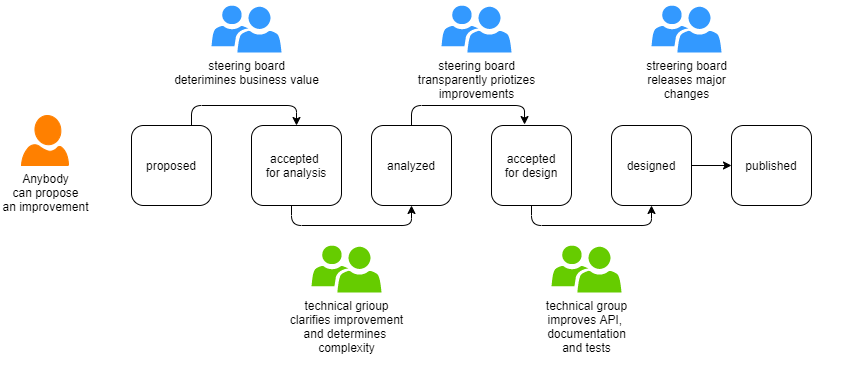 steering board
deterimines business value
steering board
transparently priotizes
improvements
streering board
releases major
changes
Anybody
can propose
an improvement
proposed
accepted
for analysis
analyzed
accepted
for design
designed
published
technical grioup
clarifies improvement
and determines
complexity
technical group
improves API,
documentation
and tests